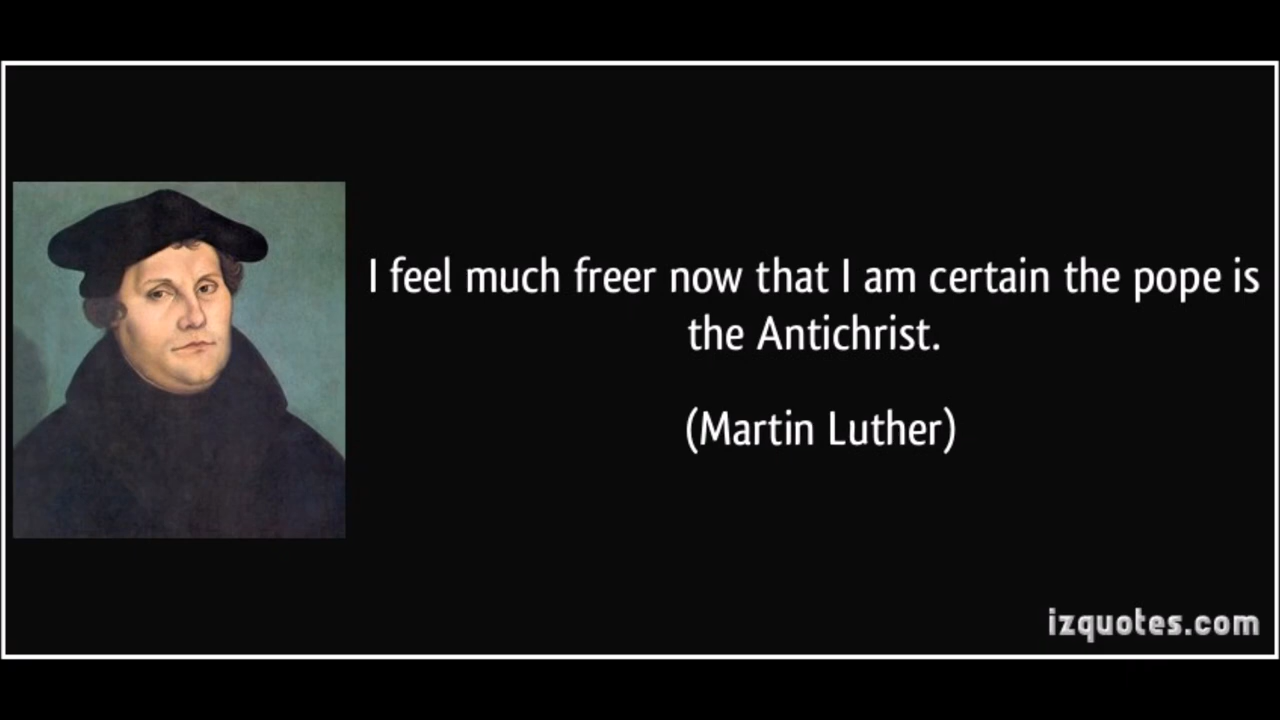 I feel much freer now that I am certain the pope is
the Antichrist.
(Martin Luther)
izquotes.com